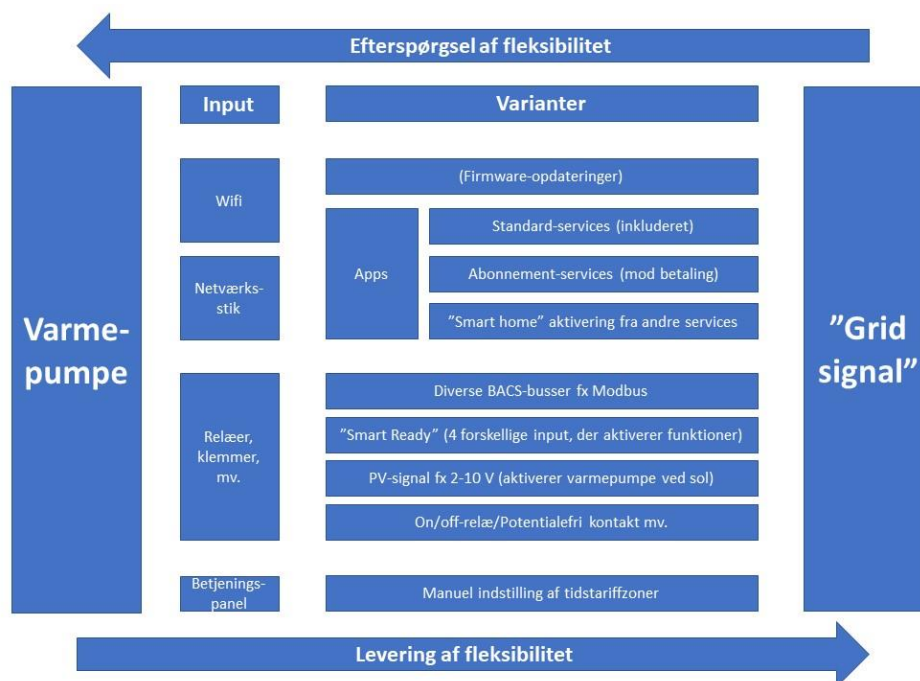 Efterspørgsel af fleksibilitet
Input
Varianter
Varme-
pumpe
Wifi
(Firmware-opdateringer)
Apps
Standard-services (inkluderet)
Netværks-
stik
Abonnement-services (mod betaling)
”Smart home” aktivering fra andre services
”Grid
signal”
Relæer,
klemmer,
mv.
Diverse BACS-busser fx Modbus
”Smart Ready” (4 forskellige input, der aktiverer funktioner)
PV-signal fx 2-10 V (aktiverer varmepumpe ved sol)
On/off-relæ/Potentialefri kontakt mv.
Betjenings-
panel
Manuel indstilling af tidstariffzoner
Levering af fleksibilitet